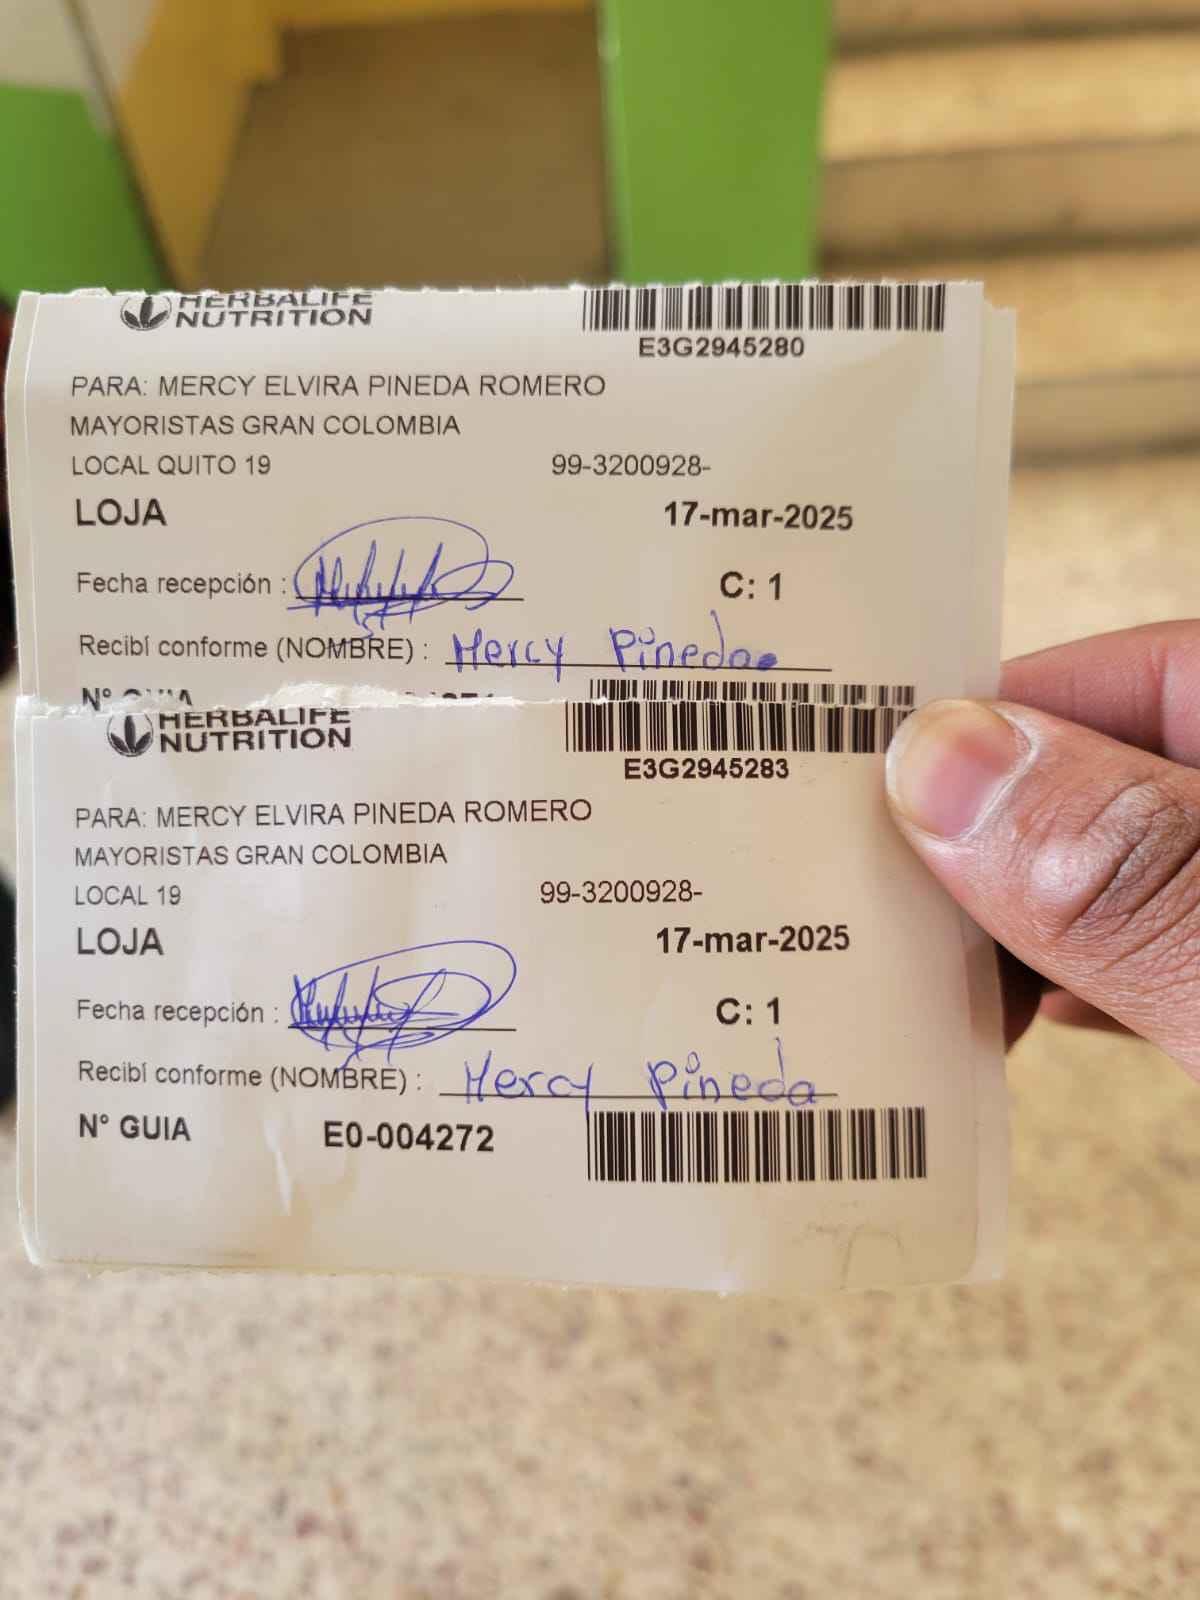 HERBALIFE
NUTRITION
E3G2945280
PARA: MERCY ELVIRA PINEDA ROMERO
MAYORISTAS GRAN COLOMBIA
LOCAL QUITO 19 99-3200928-
LOJA 17-mar-2025
Fecha recepción : C: 1
Recibí conforme (NOMBRE) : Mercy Pineda
N° GUIA
HERBALIFE
NUTRITION
E3G2945283
PARA: MERCY ELVIRA PINEDA ROMERO
MAYORISTAS GRAN COLOMBIA
LOCAL 19 99-3200928-
LOJA 17-mar-2025
Fecha recepción : C: 1
Recibí conforme (NOMBRE) : Mercy Pineda
N° GUIA E0-004272